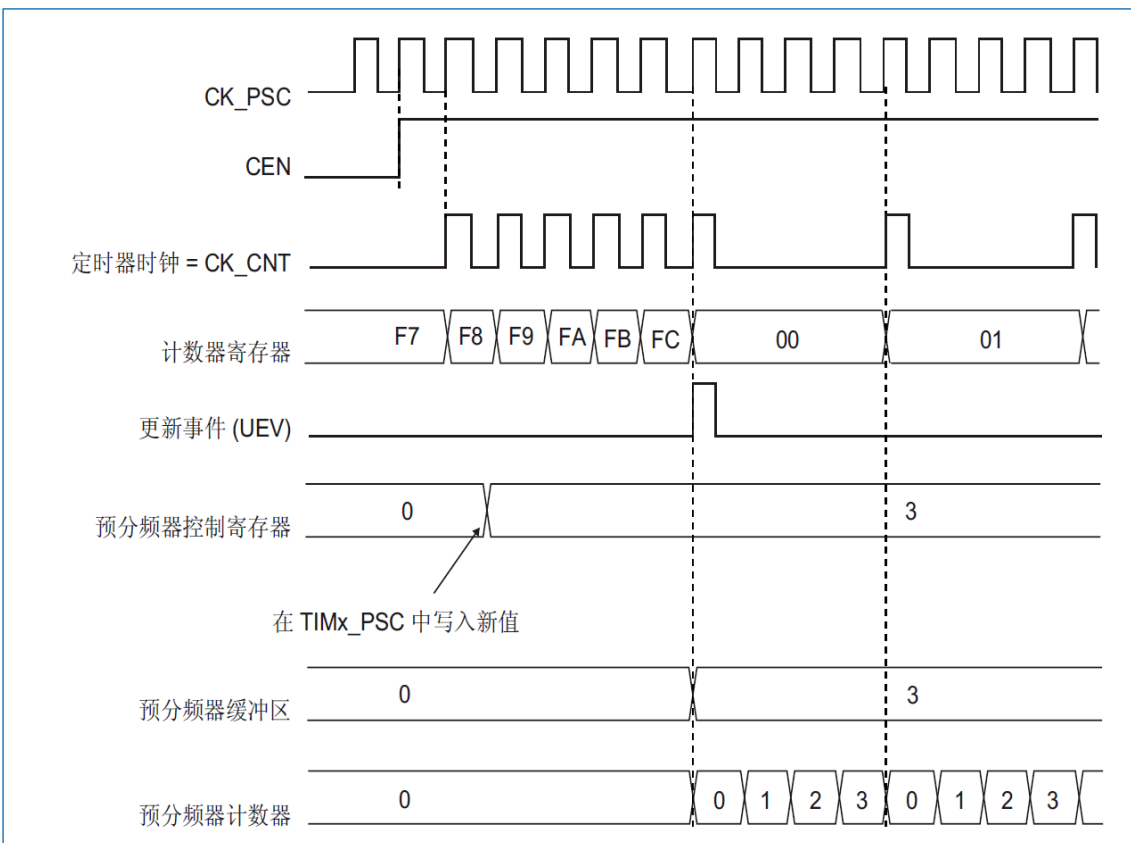 CK_PSC
CEN
定时器时钟 = CK_CNT
计数器寄存器 F7 F8 F9 FA FB FC 00 01
更新事件 (UEV)
预分频器控制寄存器 0 3
在 TIMx_PSC 中写入新值
预分频器缓冲区 0 3
预分频器计数器 0 0 1 2 3 0 1 2 3